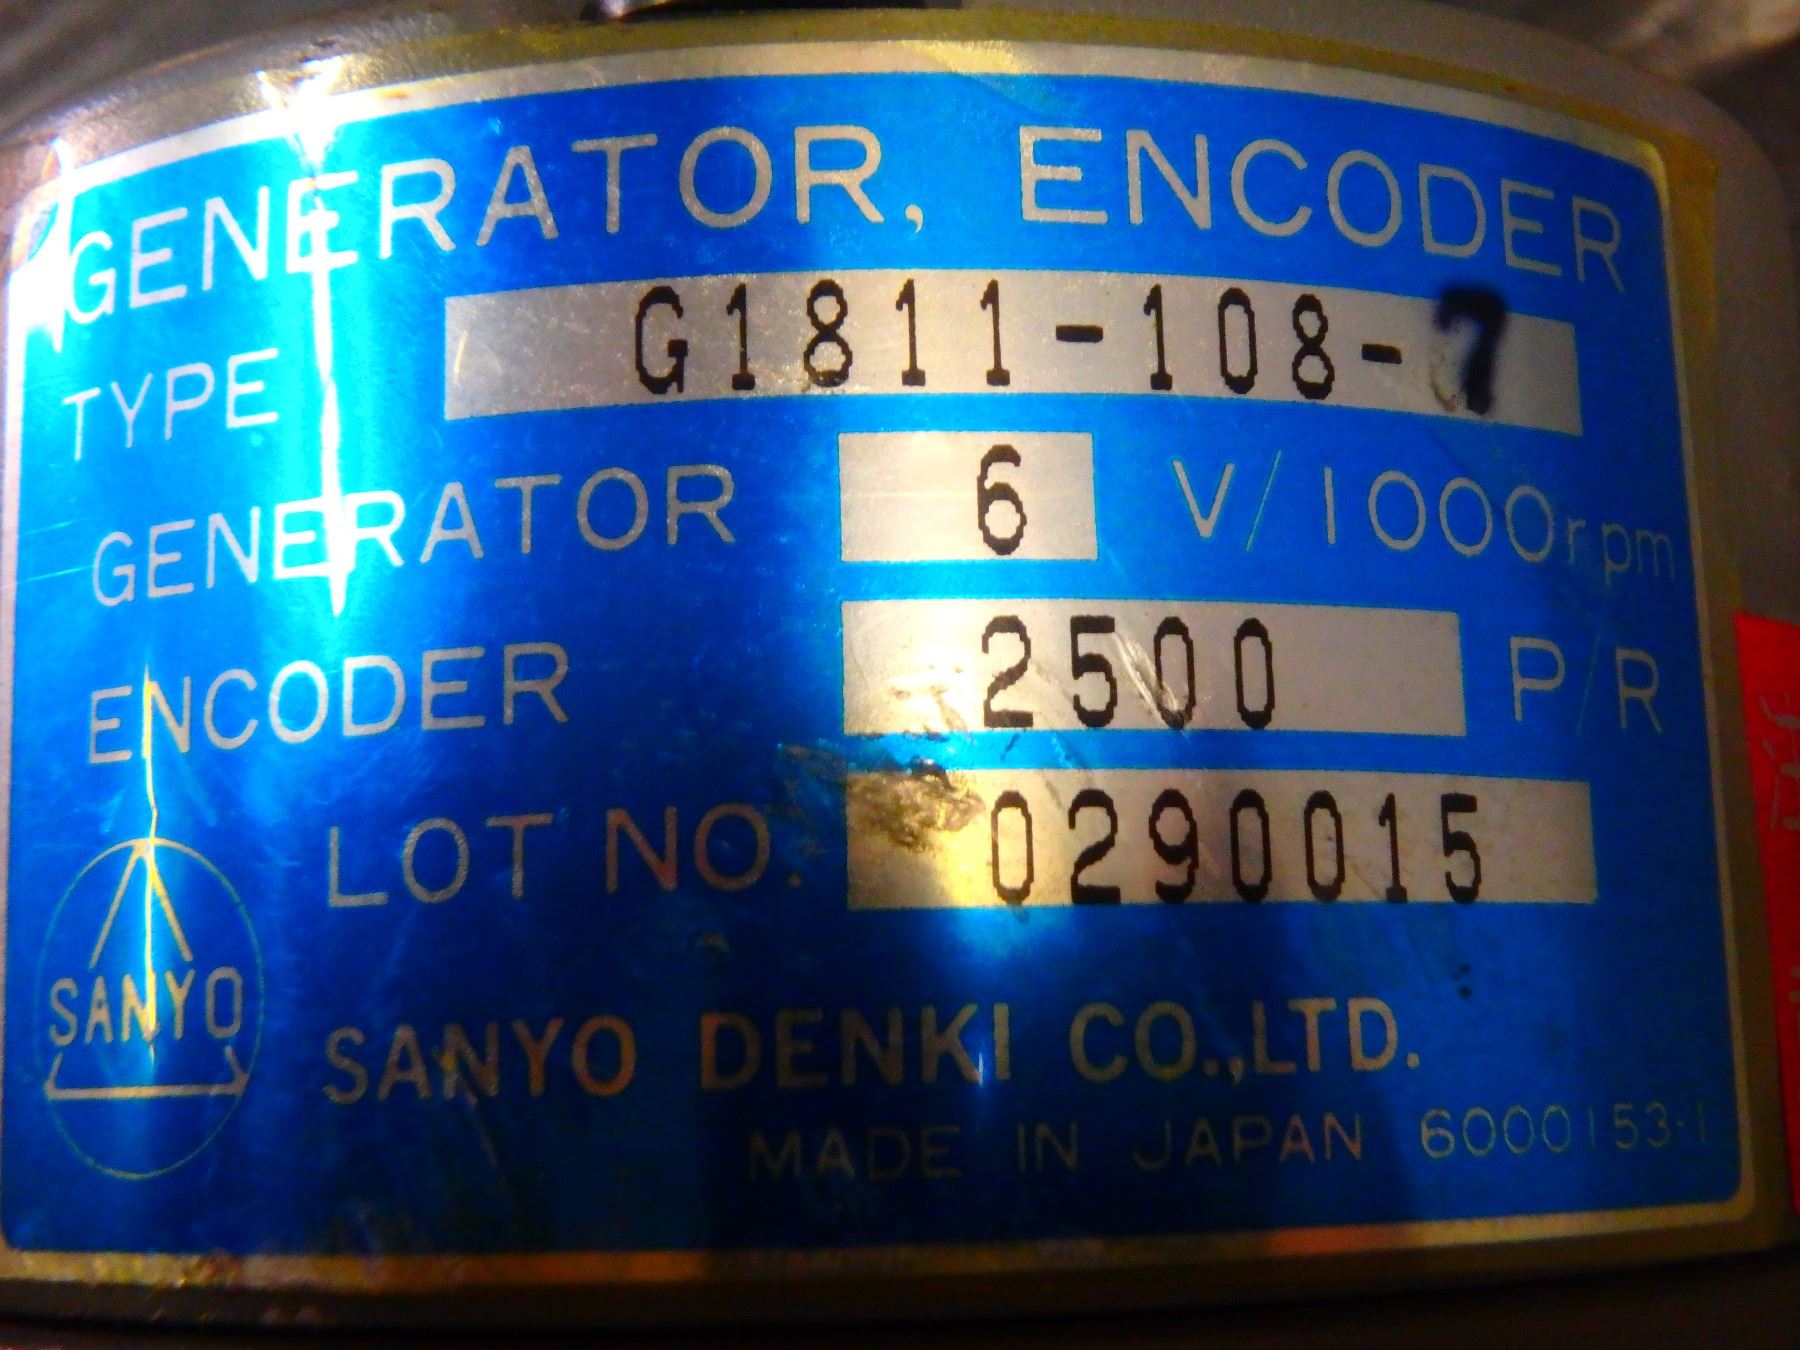 GENERATOR, ENCODER
TYPE G1811-108-7
GENERATOR 6 V/1000rpm
ENCODER 2500 P/R
LOT NO. 0290015
SANYO
SANYO DENKI CO.,LTD.
MADE IN JAPAN 6000153-1